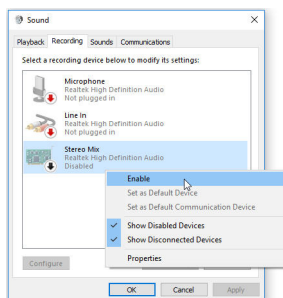 Sound
Playback Recording Sounds Communications
Select a recording device below to modify its settings:
Microphone
Realtek High Definition Audio
Not plugged in
Line In
Realtek High Definition Audio
Not plugged in
Stereo Mix
Realtek High Definition Audio
Disabled
Enable
Set as Default Device
Set as Default Communication Device
Show Disabled Devices
Show Disconnected Devices
Properties
Configure
OK Cancel Apply